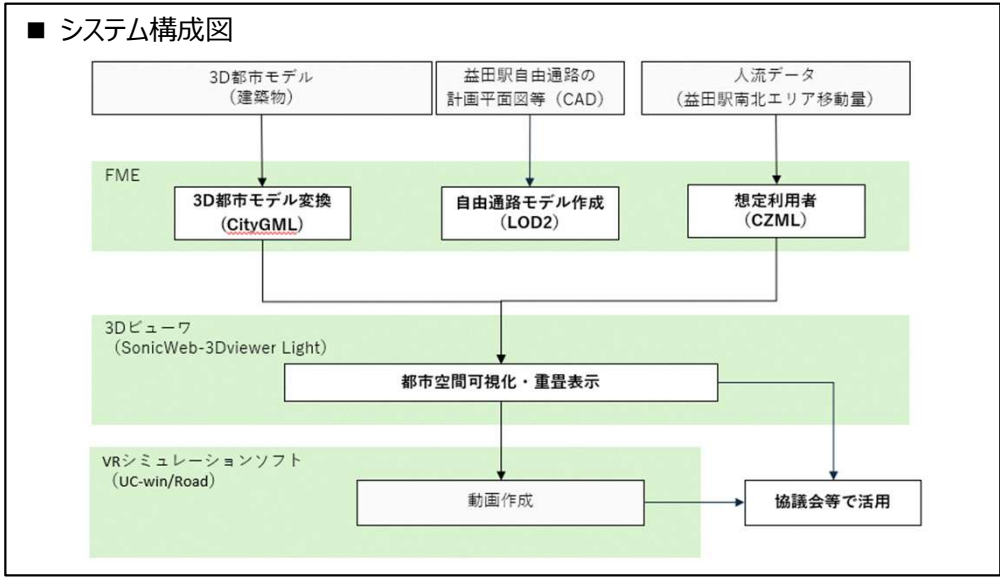 ■ システム構成図
3D都市モデル
（建築物）
益田駅自由通路の
計画平面図等（CAD）
人流データ
（益田駅南北エリア移動量）
FME
3D都市モデル変換
（CityGML）
自由通路モデル作成
（LOD2）
想定利用者
（CZML）
3Dビューワ
（SonicWeb-3Dviewer Light）
都市空間可視化・重畳表示
VRシミュレーションソフト
（UC-win/Road）
動画作成
協議会等で活用